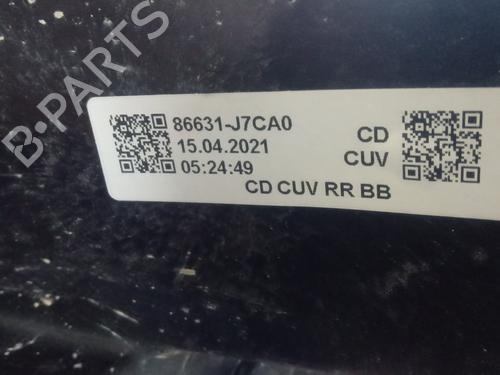 86631-J7CA0
15.04.2021
05:24:49
CD
CUV
CD CUV RR BB
B-PARTS